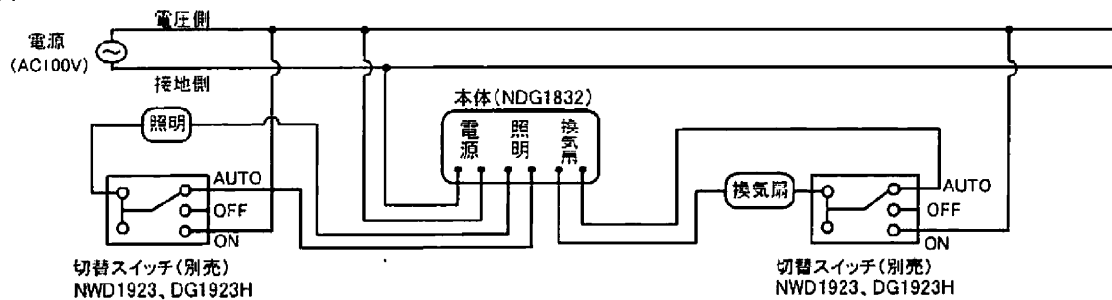 電圧側
電源
(AC100V)
接地側
本体(NDG1832)
照明
電源
照明
換気扇
AUTO
OFF
ON
換気扇
AUTO
OFF
ON
切替スイッチ(別売)
NWD1923、DG1923H
切替スイッチ(別売)
NWD1923、DG1923H